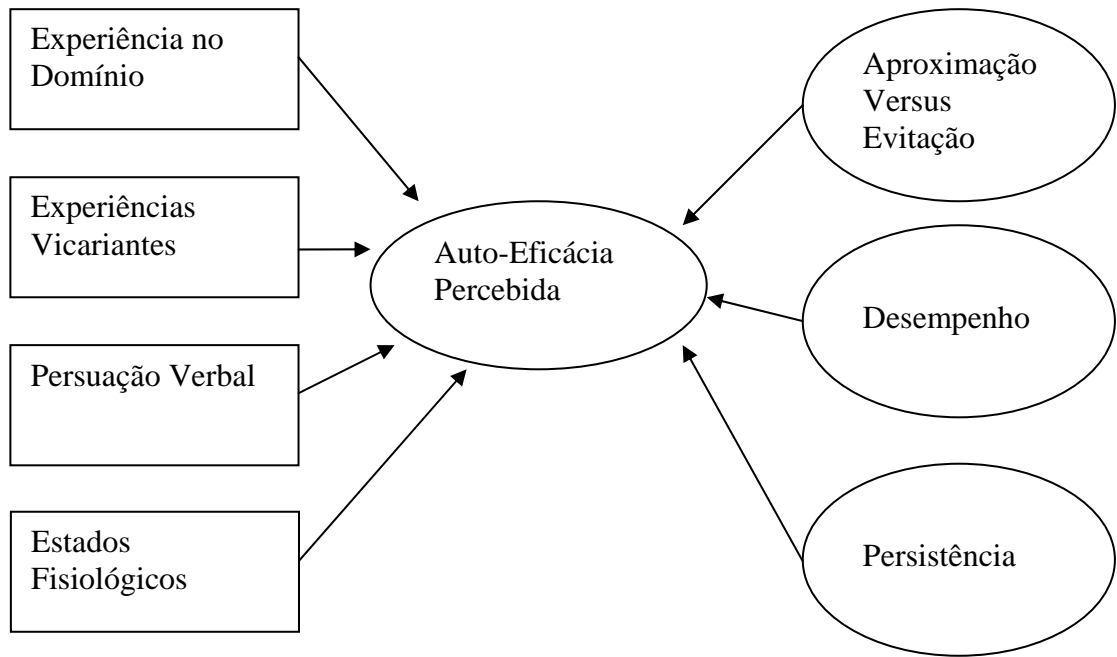 Experiência no
Domínio
Experiências
Vicariantes
Persuação Verbal
Estados
Fisiológicos
Auto-Eficácia
Percebida
Aproximação
Versus
Evitação
Desempenho
Persistência